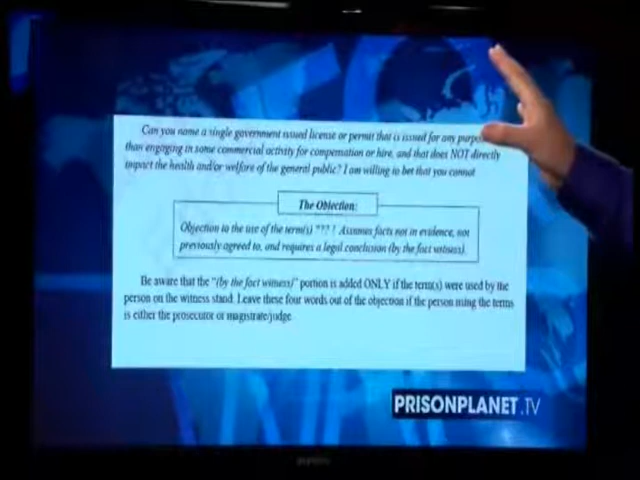 Can you name a single government issued license or permit that is issued for any
than engaging in some commercial activity for compensation or hire, and that does NOT directly
impact the health and/or welfare of the general public? I am willing to bet that you cannot
The Objection:
Objection to the use of the term(s) "??? ! Assumes facts not in evidence, not
previously agreed to, and requires a legal conclusion (by the fact witness).
Be aware that the "(by the fact witness)" portion is added ONLY if the term(s) were used by the
person on the witness stand. Leave these four words out of the objection if the person using the terms
is either the prosecutor or magistrate/judge
PRISONPLANET.TV